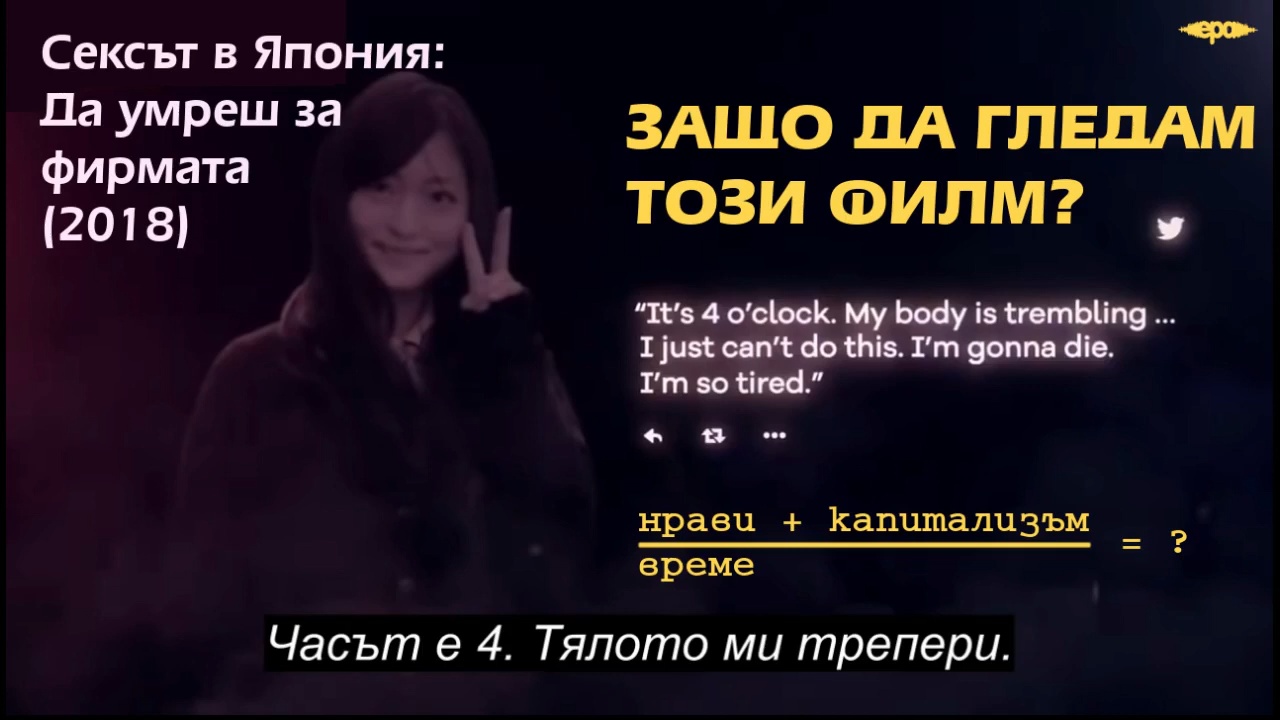 Сексът в Япония:
Да умреш за
фирмата
(2018)
epa
ЗАЩО ДА ГЛЕДАМ
ТОЗИ ФИЛМ?
“It’s 4 o’clock. My body is trembling ...
I just can’t do this. I’m gonna die.
I’m so tired.”
нрави + капитализъм
= ?
време
Часът е 4. Тялото ми трепери.